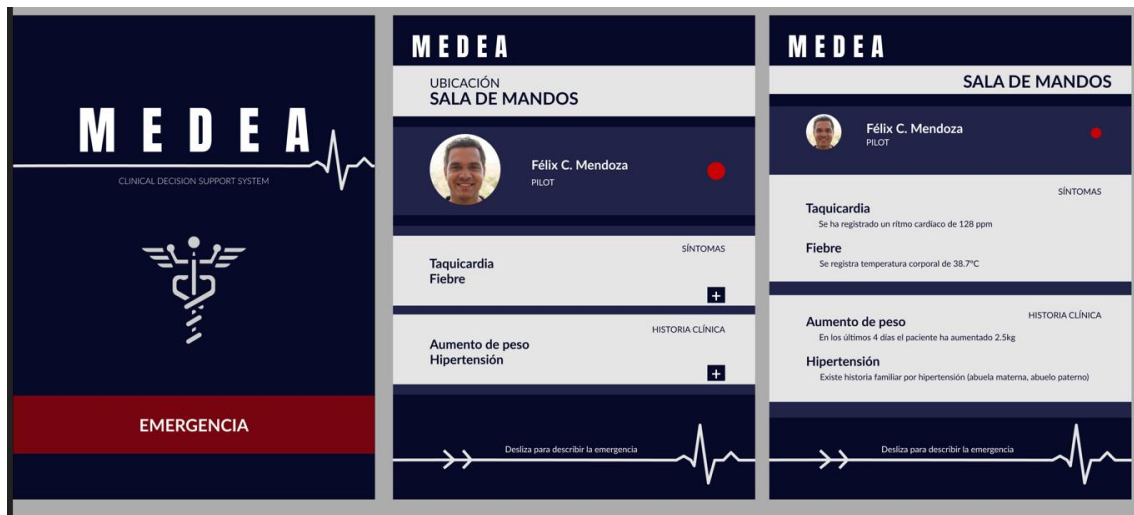 MEDEA
CLINICAL DECISION SUPPORT SYSTEM
EMERGENCIA
MEDEA
UBICACIÓN
SALA DE MANDOS
Félix C. Mendoza
PILOT
SÍNTOMAS
Taquicardia
Fiebre
+
HISTORIA CLÍNICA
Aumento de peso
Hipertensión
+
Desliza para describir la emergencia
MEDEA
SALA DE MANDOS
Félix C. Mendoza
PILOT
SÍNTOMAS
Taquicardia
Se ha registrado un rítmo cardíaco de 128 ppm
Fiebre
Se registra temperatura corporal de 38.7°C
HISTORIA CLÍNICA
Aumento de peso
En los últimos 4 días el paciente ha aumentado 2.5kg
Hipertensión
Existe historia familiar por hipertensión (abuela materna, abuelo paterno)
Desliza para describir la emergencia